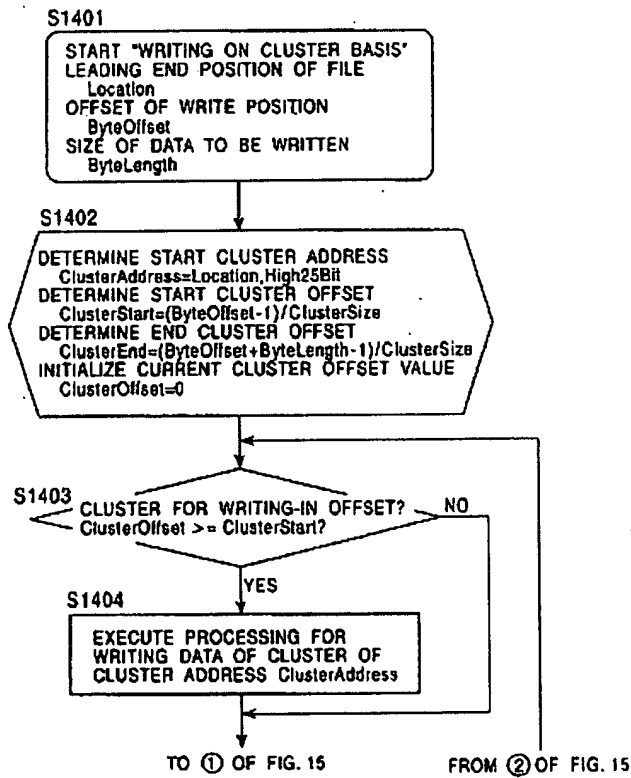 S1401
START "WRITING ON CLUSTER BASIS"
LEADING END POSITION OF FILE
Location
OFFSET OF WRITE POSITION
ByteOffset
SIZE OF DATA TO BE WRITTEN
ByteLength
S1402
DETERMINE START CLUSTER ADDRESS
ClusterAddress=Location,High25Bit
DETERMINE START CLUSTER OFFSET
ClusterStart=(ByteOffset-1)/ClusterSize
DETERMINE END CLUSTER OFFSET
ClusterEnd=(ByteOffset+ByteLength-1)/ClusterSize
INITIALIZE CURRENT CLUSTER OFFSET VALUE
ClusterOffset=0
S1403
CLUSTER FOR WRITING-IN OFFSET?
ClusterOffset >= ClusterStart?
NO
YES
S1404
EXECUTE PROCESSING FOR
WRITING DATA OF CLUSTER OF
CLUSTER ADDRESS ClusterAddress
TO ① OF FIG. 15
FROM ② OF FIG. 15